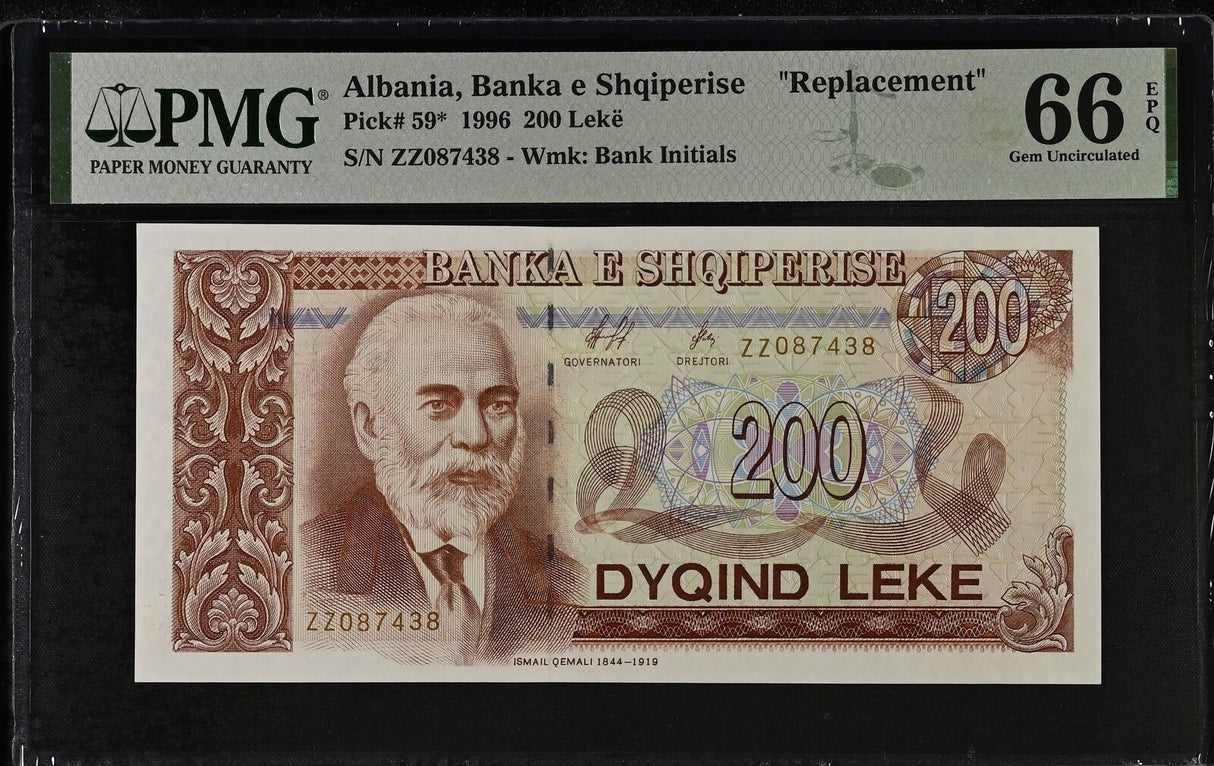 PMG®
PAPER MONEY GUARANTY
Albania, Banka e Shqiperise "Replacement"
Pick# 59* 1996 200 Lekë
S/N ZZ087438 - Wmk: Bank Initials
66
EPQ
Gem Uncirculated
BANKA E SHQIPERISE
200
GOVERNATORI DREJTORI ZZ087438
200
DYQIND LEKE
ZZ087438
ISMAIL QEMALI 1844–1919